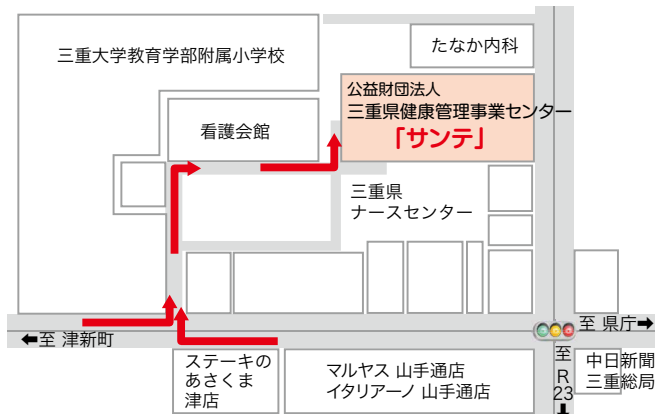 三重大学教育学部附属小学校
たなか内科
公益財団法人
三重県健康管理事業センター
「サンテ」
看護会館
三重県
ナースセンター
⬅至 津新町
至 県庁➡
ステーキの
あさくま
津店
マルヤス 山手通店
イタリアーノ 山手通店
至
R
23
⬇
中日新聞
三重総局